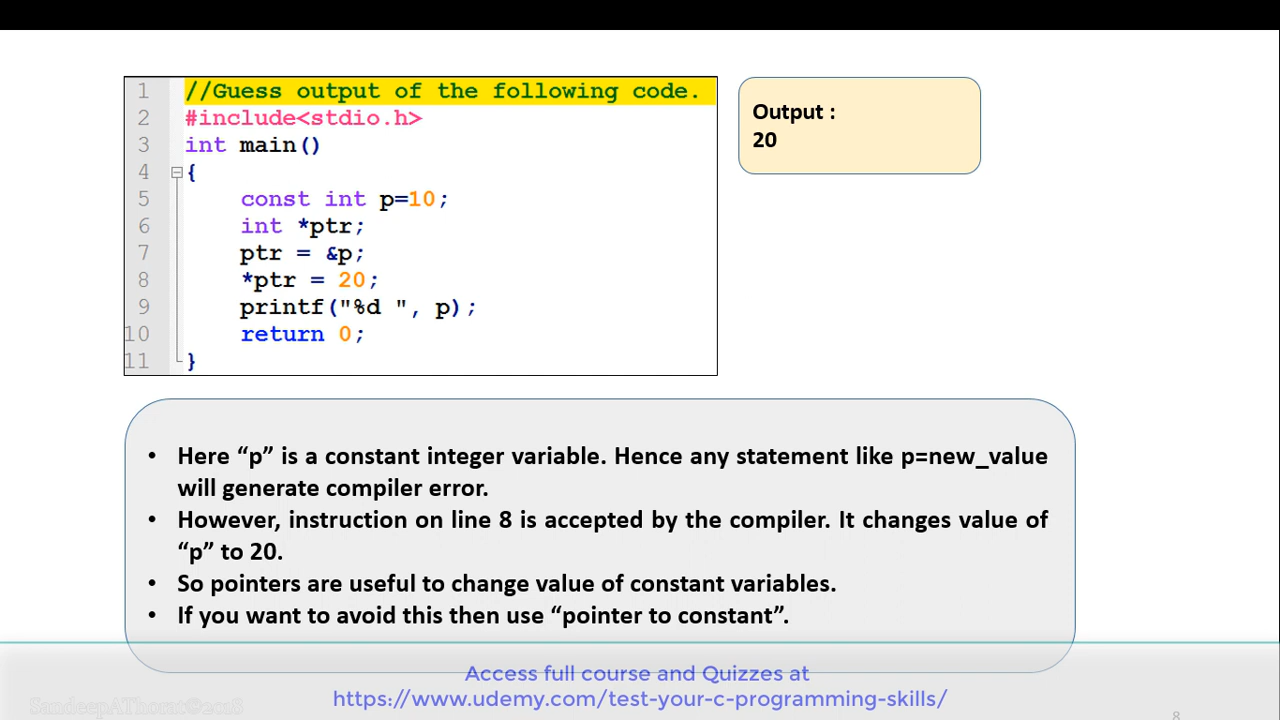 1 //Guess output of the following code.
2 #include<stdio.h>
3 int main()
4 {
5 const int p=10;
6 int *ptr;
7 ptr = &p;
8 *ptr = 20;
9 printf("%d ", p);
10 return 0;
11 }
Output :
20
• Here “p” is a constant integer variable. Hence any statement like p=new_value
will generate compiler error.
• However, instruction on line 8 is accepted by the compiler. It changes value of
“p” to 20.
• So pointers are useful to change value of constant variables.
• If you want to avoid this then use “pointer to constant”.
Access full course and Quizzes at
https://www.udemy.com/test-your-c-programming-skills/
SandeepAThorat©2018
8